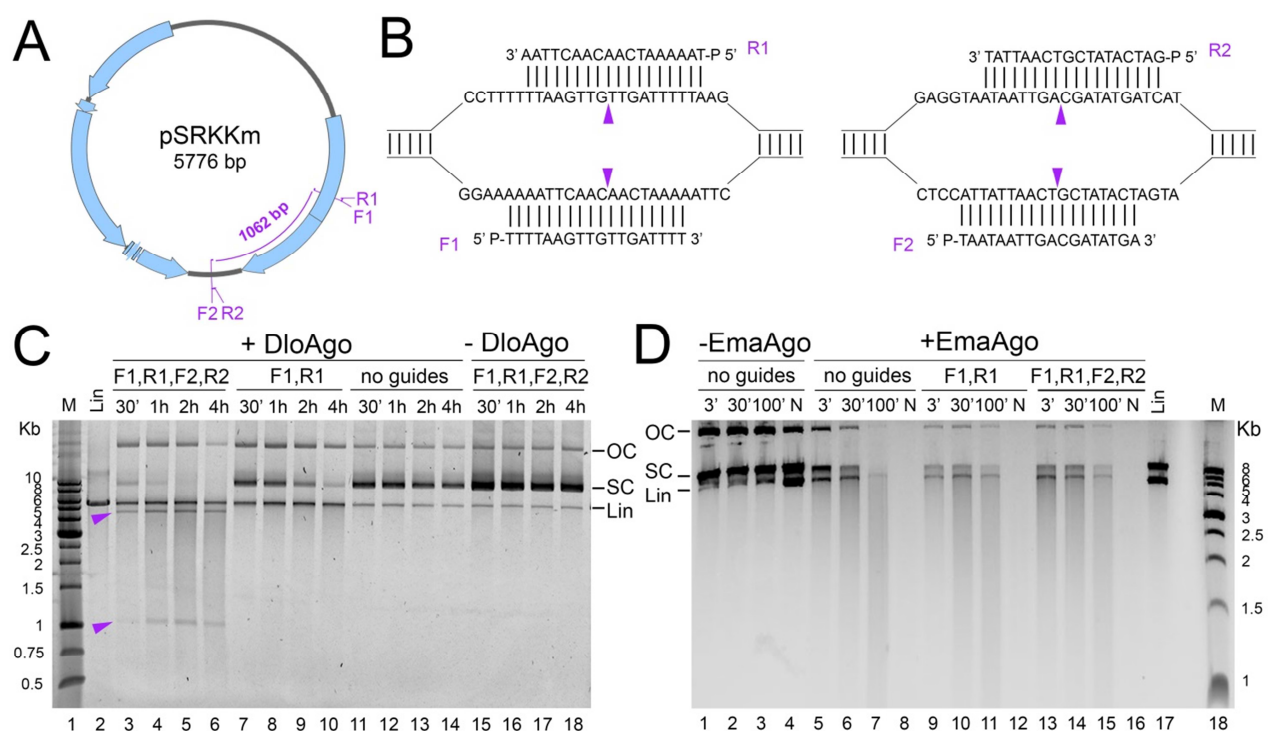 A
pSRKKm
5776 bp
1062 bp
R1
F1
F2 R2
B
3' AATTCAACAACTAAAAAT-P 5' R1
CCTTTTTTAAGTTGTTGATTTTTAAG
GGAAAAAATTCAACAACTAAAAATTC
F1 5' P-TTTTAAGTTGTTGATTTT 3'
3' TATTAACTGCTATACTAG-P 5' R2
GAGGTAATAATTGACGATATGATCAT
CTCCATTATTAACTGCTATACTAGTA
F2 5' P-TAATAATTGACGATATGA 3'
C
+ DloAgo - DloAgo
F1,R1,F2,R2 F1,R1 no guides F1,R1,F2,R2
M Lin 30' 1h 2h 4h 30' 1h 2h 4h 30' 1h 2h 4h 30' 1h 2h 4h
Kb
10
8
6
5
4
3
2.5
2
1.5
1
0.75
0.5
OC
SC
Lin
1 2 3 4 5 6 7 8 9 10 11 12 13 14 15 16 17 18
D
-EmaAgo +EmaAgo
no guides no guides F1,R1 F1,R1,F2,R2
3' 30' 100' N 3' 30' 100' N 3' 30' 100' N 3' 30' 100' N Lin M
OC
SC
Lin
Kb
8
6
5
4
3
2.5
2
1.5
1
1 2 3 4 5 6 7 8 9 10 11 12 13 14 15 16 17 18